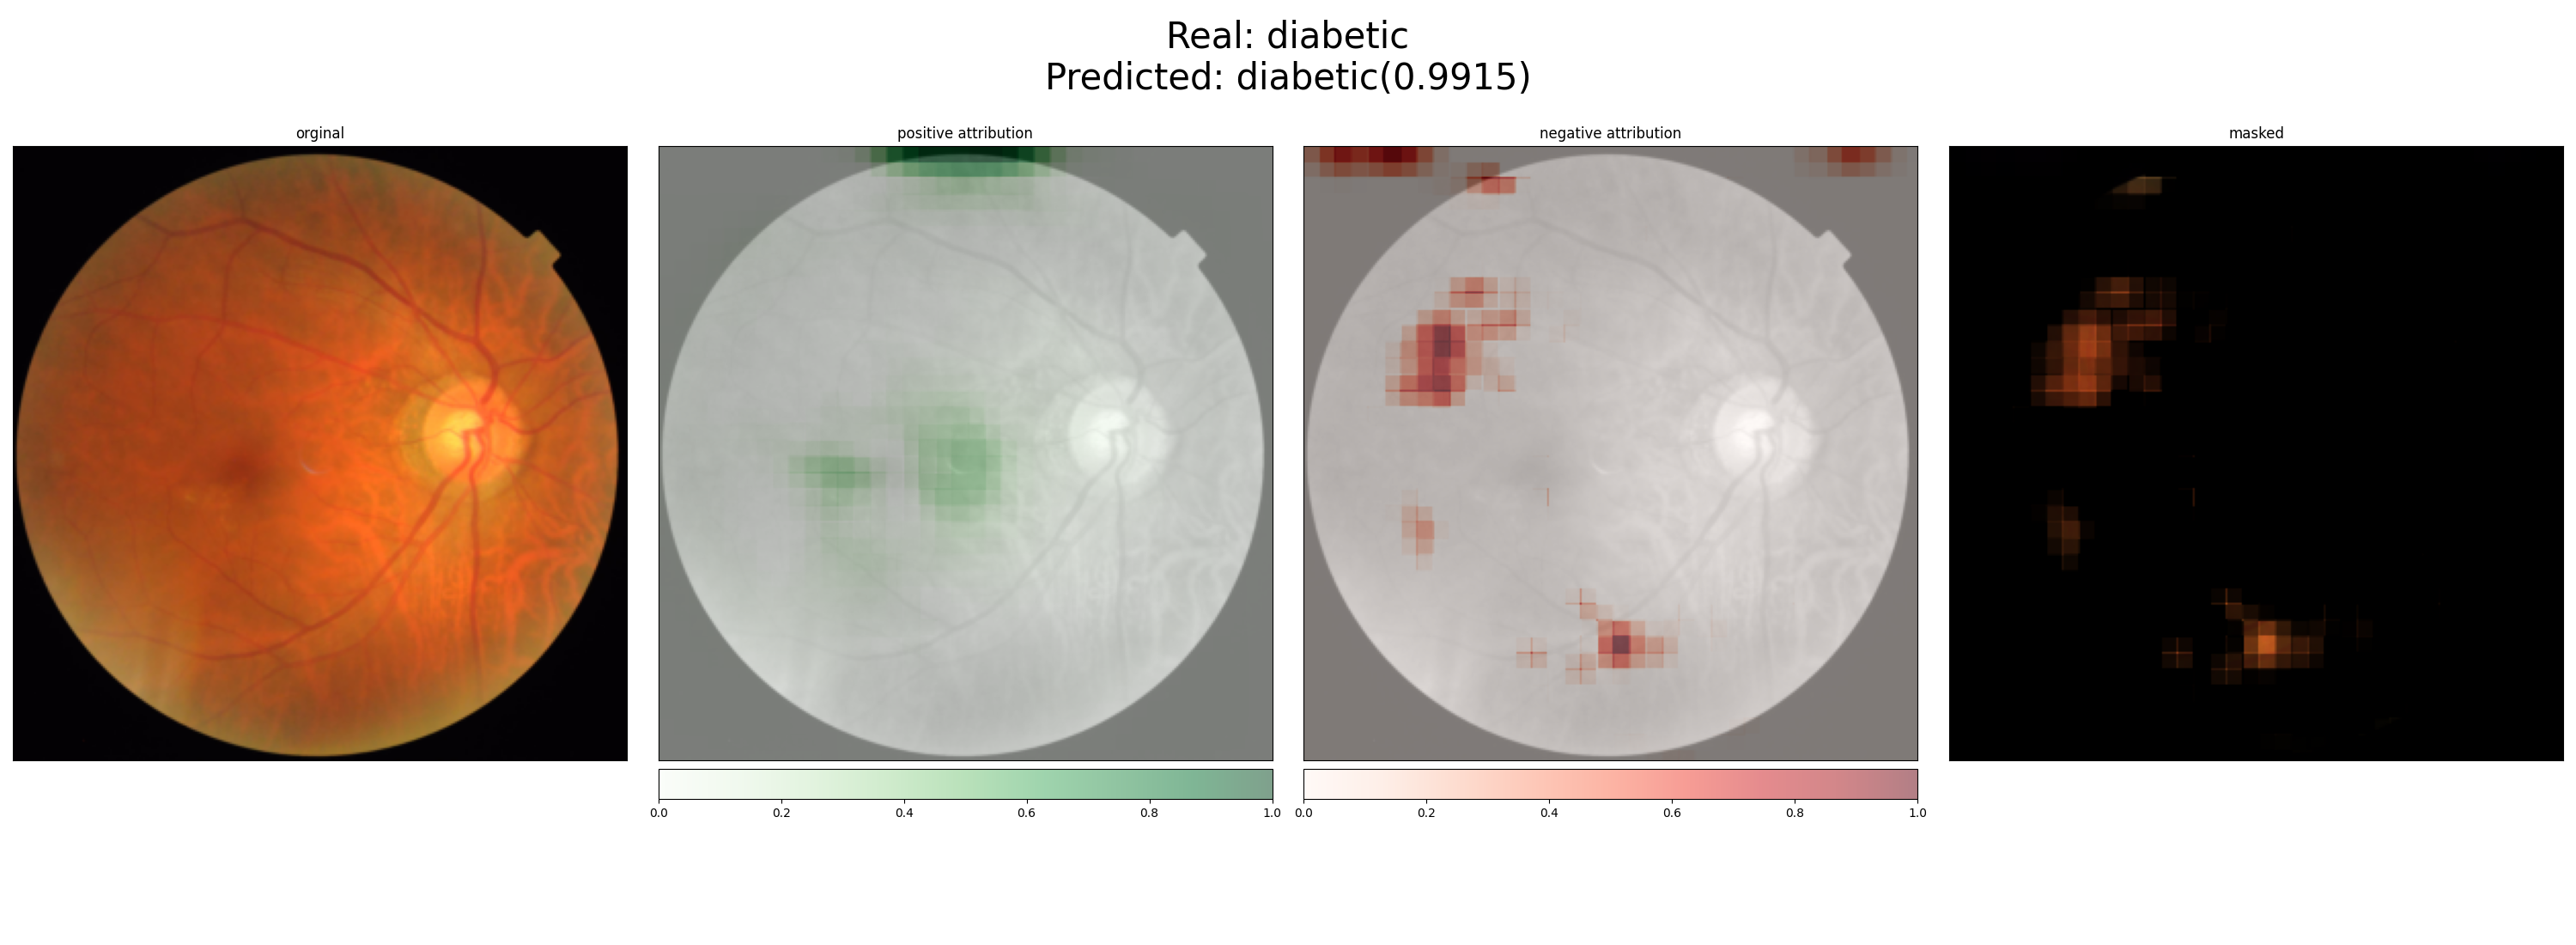 Real: diabetic
Predicted: diabetic(0.9915)
orginal
positive attribution
negative attribution
masked
0.0 0.2 0.4 0.6 0.8 1.0
0.0 0.2 0.4 0.6 0.8 1.0